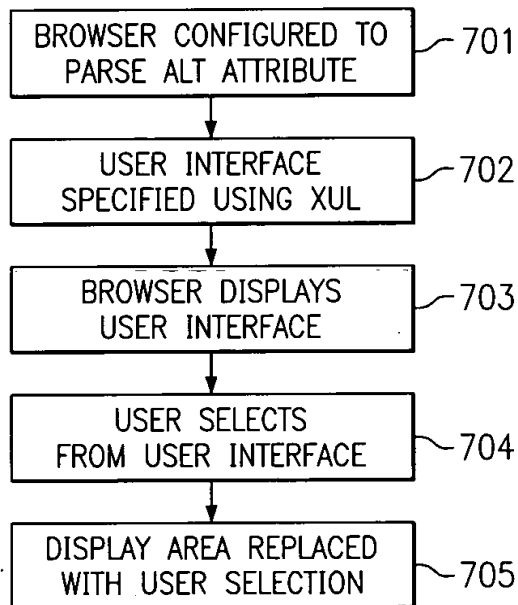 BROWSER CONFIGURED TO
PARSE ALT ATTRIBUTE
701
USER INTERFACE
SPECIFIED USING XUL
702
BROWSER DISPLAYS
USER INTERFACE
703
USER SELECTS
FROM USER INTERFACE
704
DISPLAY AREA REPLACED
WITH USER SELECTION
705